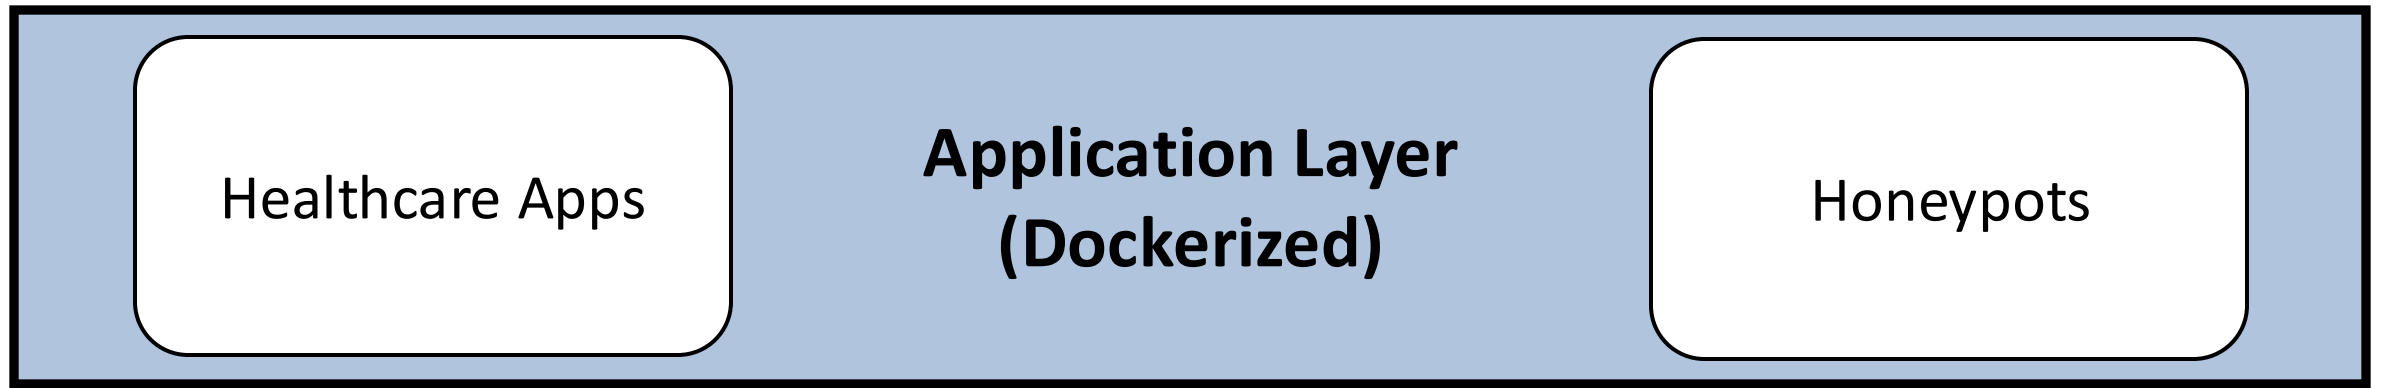 Healthcare Apps
Application Layer
(Dockerized)
Honeypots